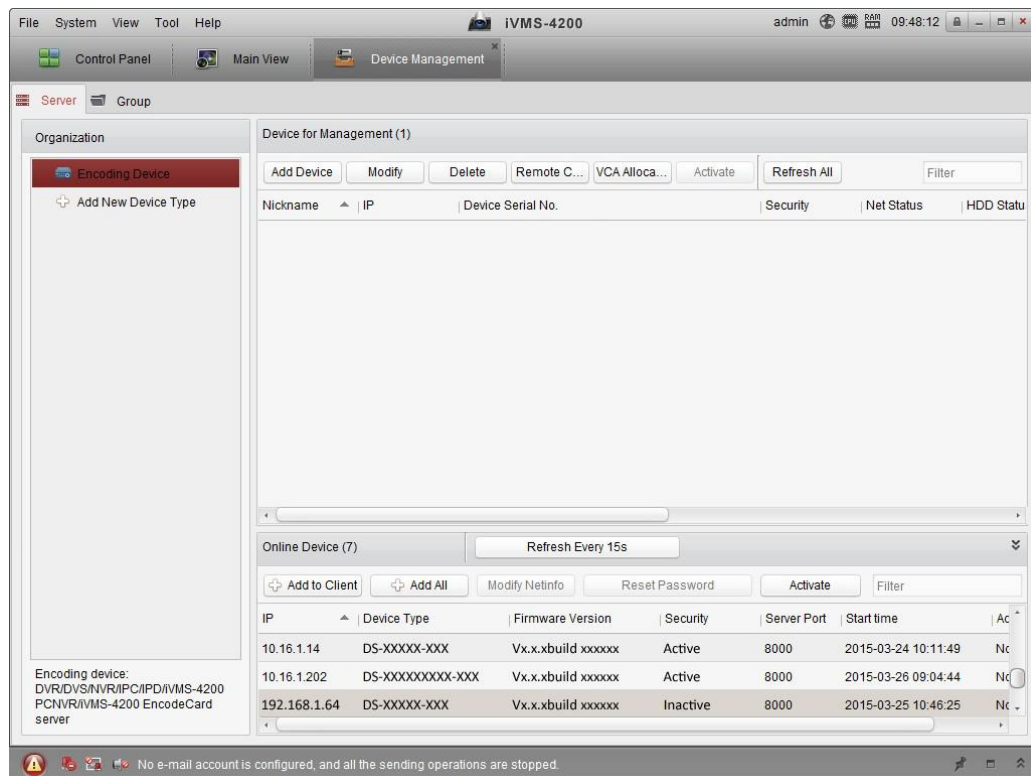 File System View Tool Help iVMS-4200 admin CPU RAM 09:48:12
Control Panel Main View Device Management
Server Group
Organization
Encoding Device
Add New Device Type
Encoding device:
DVR/DVS/NVR/IPC/IPD/iVMS-4200
PCNVR/iVMS-4200 EncodeCard
server
Device for Management (1)
Add Device Modify Delete Remote C... VCA Alloca... Activate Refresh All Filter
Nickname IP Device Serial No. Security Net Status HDD Statu
Online Device (7) Refresh Every 15s
Add to Client Add All Modify Netinfo Reset Password Activate Filter
IP Device Type Firmware Version Security Server Port Start time Ac
10.16.1.14 DS-XXXXX-XXX Vx.x.xbuild xxxxxx Active 8000 2015-03-24 10:11:49 No
10.16.1.202 DS-XXXXXXXXX-XXX Vx.x.xbuild xxxxxx Active 8000 2015-03-26 09:04:44 No
192.168.1.64 DS-XXXXX-XXX Vx.x.xbuild xxxxxx Inactive 8000 2015-03-25 10:46:25 No
No e-mail account is configured, and all the sending operations are stopped.